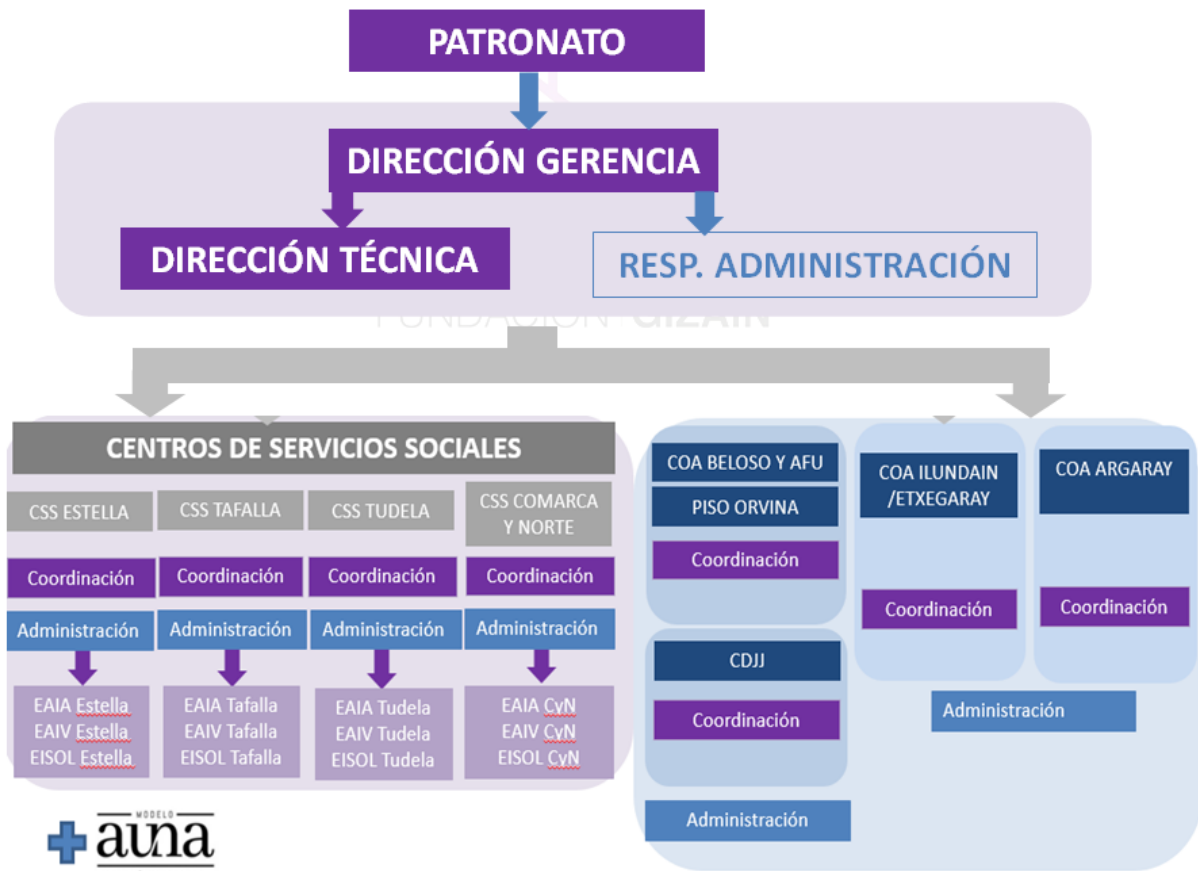 PATRONATO
DIRECCIÓN GERENCIA
DIRECCIÓN TÉCNICA
RESP. ADMINISTRACIÓN
FUNDACIÓN GIZAIN
CENTROS DE SERVICIOS SOCIALES
CSS ESTELLA
CSS TAFALLA
CSS TUDELA
CSS COMARCA
Y NORTE
Coordinación
Coordinación
Coordinación
Coordinación
Administración
Administración
Administración
Administración
EAIA Estella
EAIV Estella
EISOL Estella
EAIA Tafalla
EAIV Tafalla
EISOL Tafalla
EAIA Tudela
EAIV Tudela
EISOL Tudela
EAIA CyN
EAIV CyN
EISOL CyN
COA BELOSO Y AFU
PISO ORVINA
Coordinación
CDJJ
Coordinación
Administración
COA ILUNDAIN
/ETXEGARAY
Coordinación
COA ARGARAY
Coordinación
Administración
MODELO
auna